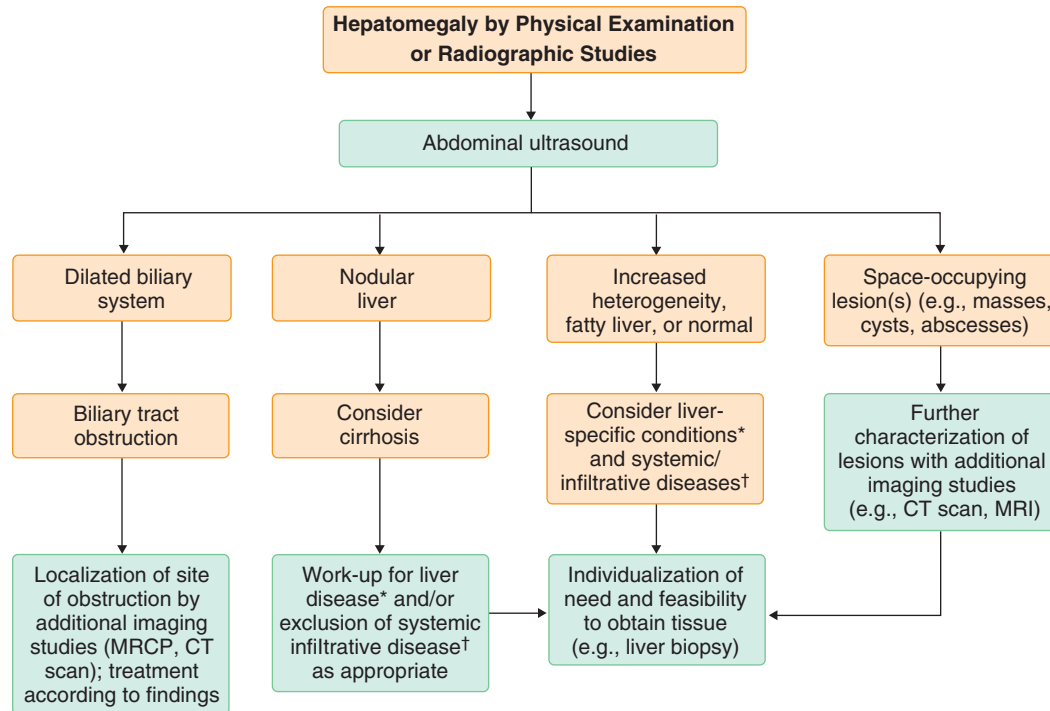 Hepatomegaly by Physical Examination
or Radiographic Studies
Abdominal ultrasound
Dilated biliary
system
Nodular
liver
Increased
heterogeneity,
fatty liver, or normal
Space-occupying
lesion(s) (e.g., masses,
cysts, abscesses)
Biliary tract
obstruction
Consider
cirrhosis
Consider liver-
specific conditions*
and systemic/
infiltrative diseases†
Further
characterization of
lesions with additional
imaging studies
(e.g., CT scan, MRI)
Localization of site
of obstruction by
additional imaging
studies (MRCP, CT
scan); treatment
according to findings
Work-up for liver
disease* and/or
exclusion of systemic
infiltrative disease†
as appropriate
Individualization of
need and feasibility
to obtain tissue
(e.g., liver biopsy)